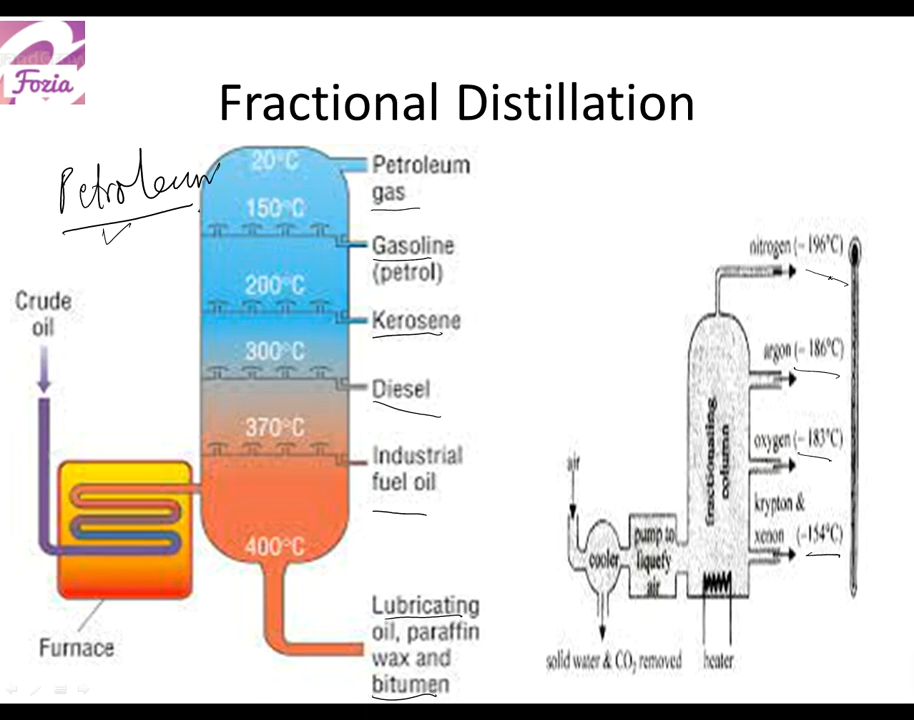 Fozia
Fractional Distillation
Petroleum
20°C
Petroleum
gas
150°C
Gasoline
(petrol)
200°C
Kerosene
300°C
Diesel
370°C
Industrial
fuel oil
400°C
Lubricating
oil, paraffin
wax and
bitumen
Crude
oil
Furnace
nitrogen (-196°C)
argon (-186°C)
oxygen (-183°C)
krypton &
xenon (-154°C)
fractionating
column
air
cooler
pump to
liquefy
air
solid water & CO₂ removed
heater